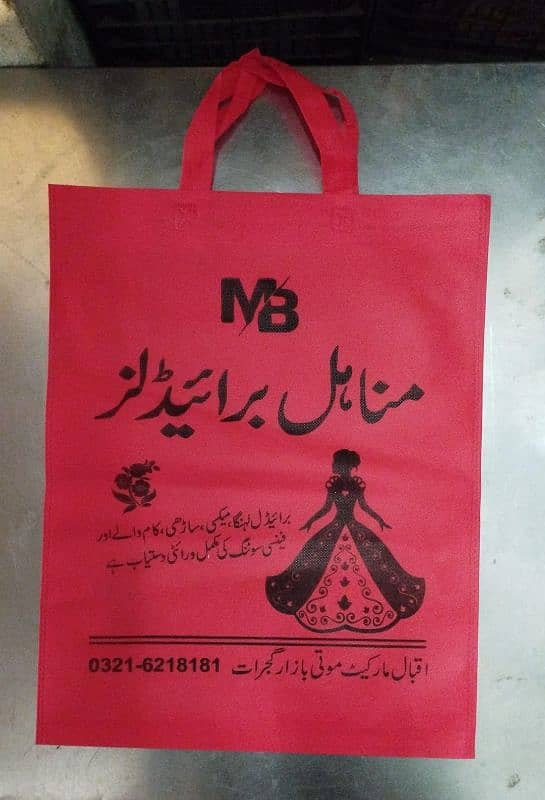 MB
مناہل برائیڈلز
برائیڈل لہنگا، میکسی، ساڑھی، کام والے اور
فینسی سوٹنگ کی مکمل ورائٹی دستیاب ہے
اقبال مارکیٹ موتی بازار گجرات 0321-6218181